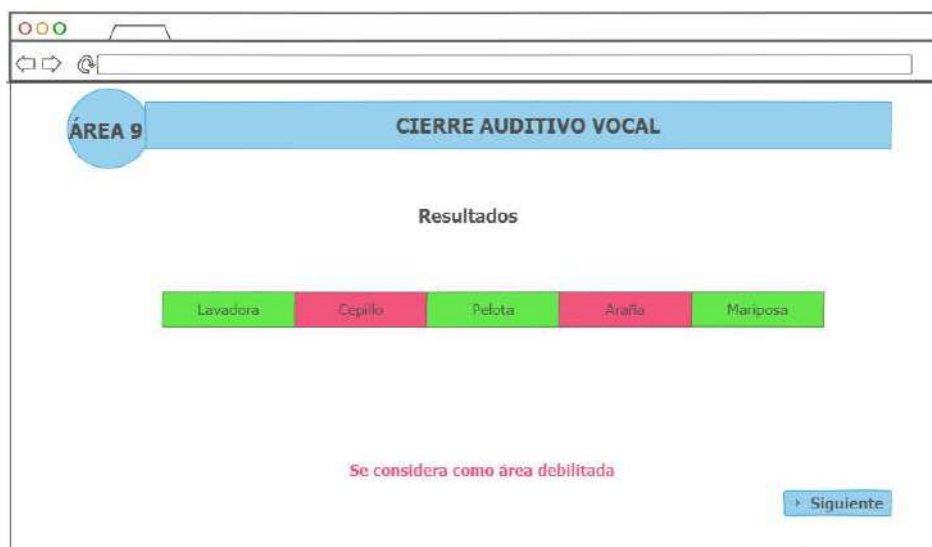 ÁREA 9
CIERRE AUDITIVO VOCAL
Resultados
Lavadora Cepillo Pelota Araña Mariposa
Se considera como área debilitada
› Siguiente